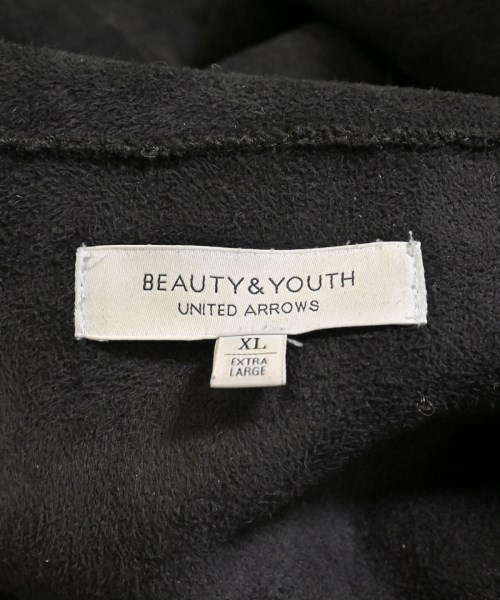 BEAUTY&YOUTH
UNITED ARROWS
XL
EXTRA
LARGE